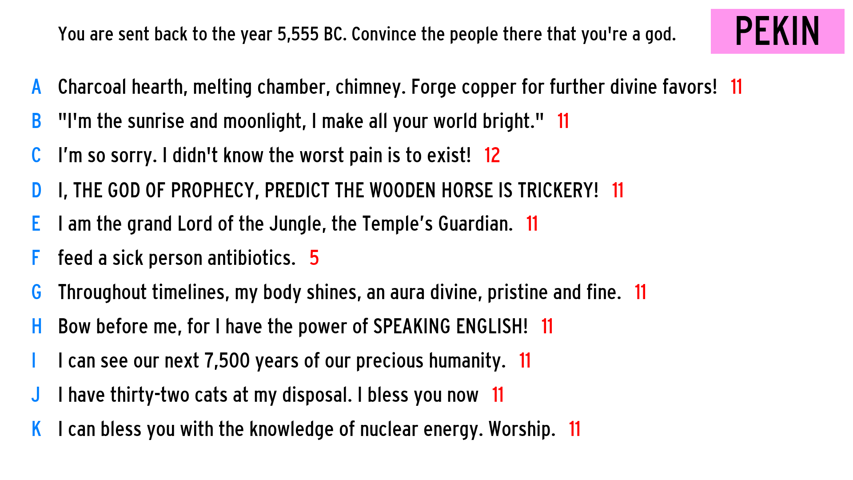 You are sent back to the year 5,555 BC. Convince the people there that you're a god.
PEKIN
A Charcoal hearth, melting chamber, chimney. Forge copper for further divine favors! 11
B "I'm the sunrise and moonlight, I make all your world bright." 11
C I’m so sorry. I didn't know the worst pain is to exist! 12
D I, THE GOD OF PROPHECY, PREDICT THE WOODEN HORSE IS TRICKERY! 11
E I am the grand Lord of the Jungle, the Temple’s Guardian. 11
F feed a sick person antibiotics. 5
G Throughout timelines, my body shines, an aura divine, pristine and fine. 11
H Bow before me, for I have the power of SPEAKING ENGLISH! 11
I I can see our next 7,500 years of our precious humanity. 11
J I have thirty-two cats at my disposal. I bless you now 11
K I can bless you with the knowledge of nuclear energy. Worship. 11